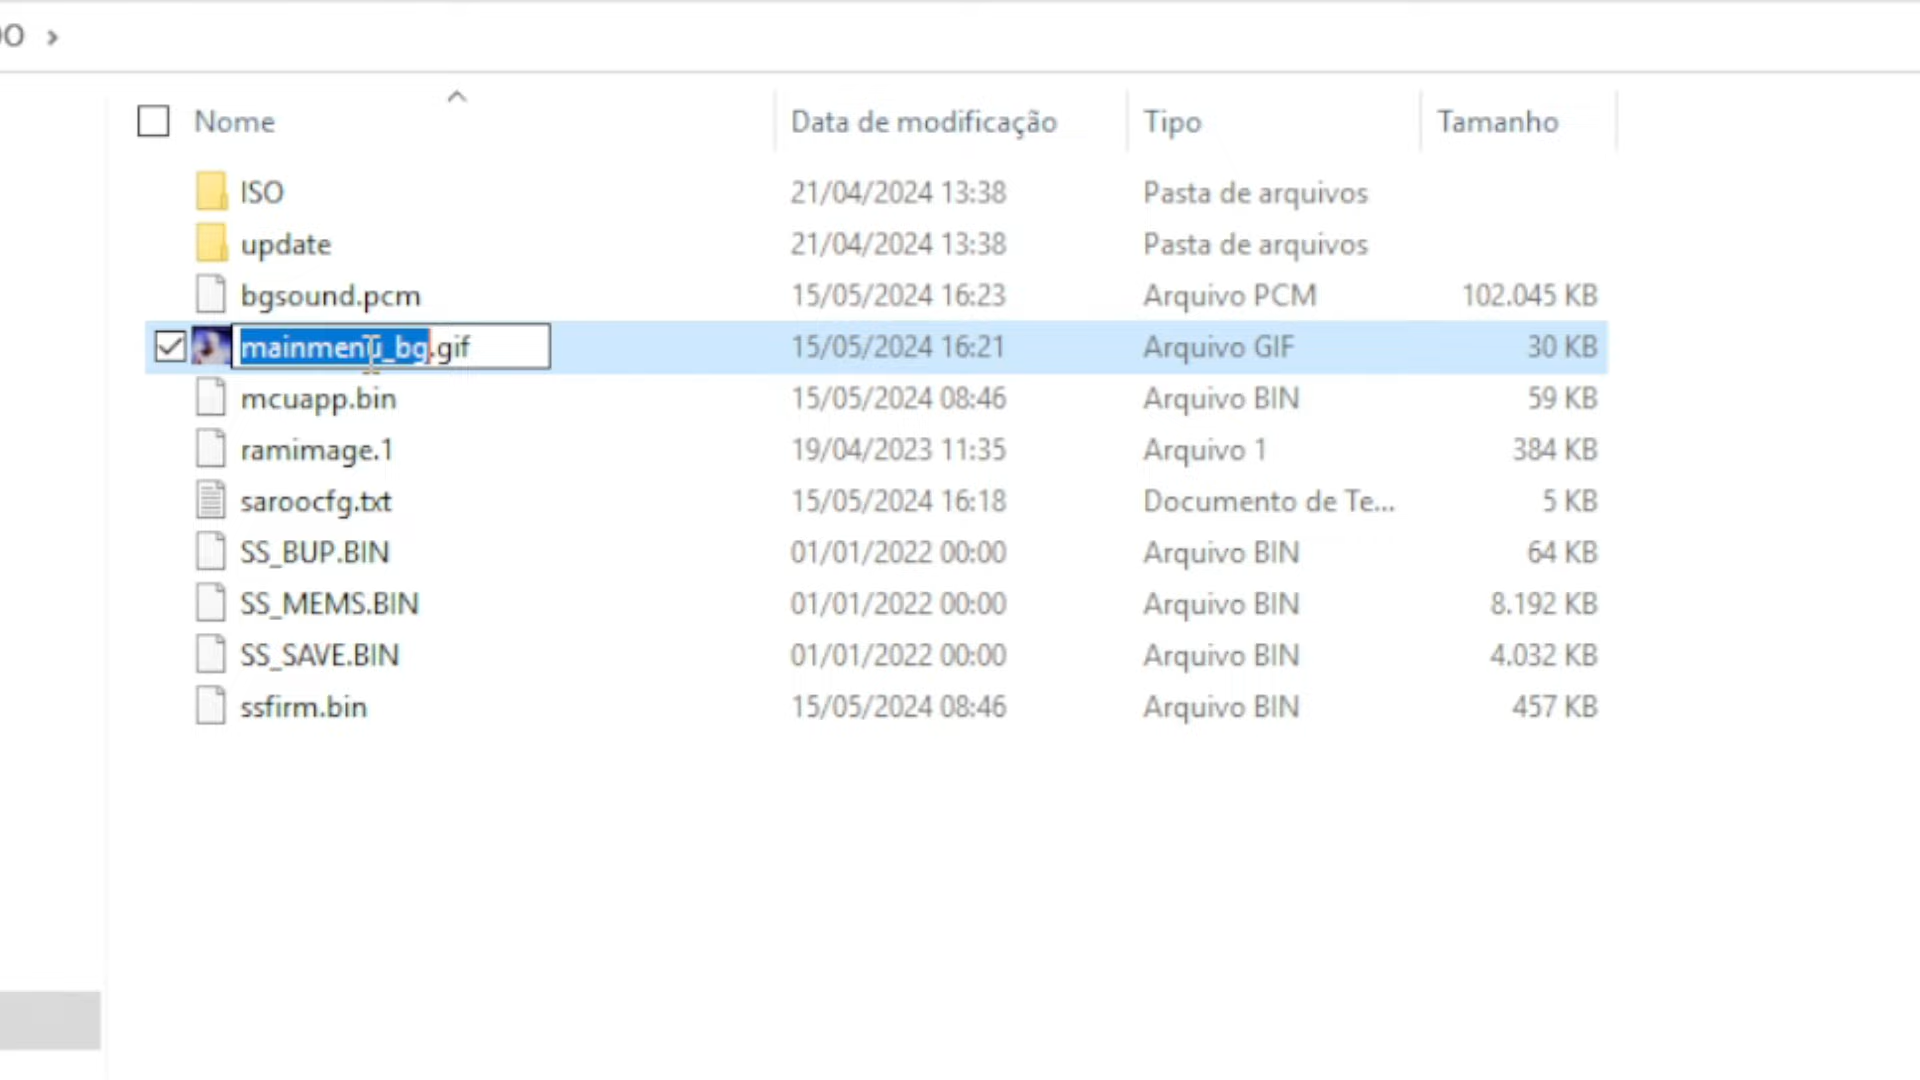 Nome Data de modificação Tipo Tamanho
ISO 21/04/2024 13:38 Pasta de arquivos
update 21/04/2024 13:38 Pasta de arquivos
bgsound.pcm 15/05/2024 16:23 Arquivo PCM 102.045 KB
mainmenu_bg.gif 15/05/2024 16:21 Arquivo GIF 30 KB
mcuapp.bin 15/05/2024 08:46 Arquivo BIN 59 KB
ramimage.1 19/04/2023 11:35 Arquivo 1 384 KB
saroocfg.txt 15/05/2024 16:18 Documento de Te... 5 KB
SS_BUP.BIN 01/01/2022 00:00 Arquivo BIN 64 KB
SS_MEMS.BIN 01/01/2022 00:00 Arquivo BIN 8.192 KB
SS_SAVE.BIN 01/01/2022 00:00 Arquivo BIN 4.032 KB
ssfirm.bin 15/05/2024 08:46 Arquivo BIN 457 KB